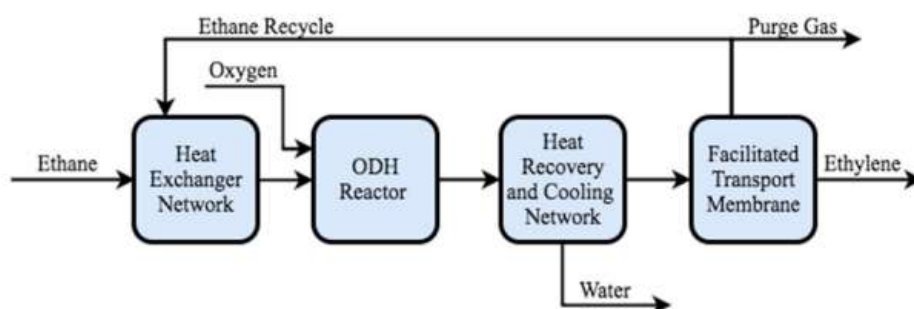 Ethane Recycle
Purge Gas
Oxygen
Ethane
Heat
Exchanger
Network
ODH
Reactor
Heat
Recovery
and Cooling
Network
Facilitated
Transport
Membrane
Ethylene
Water